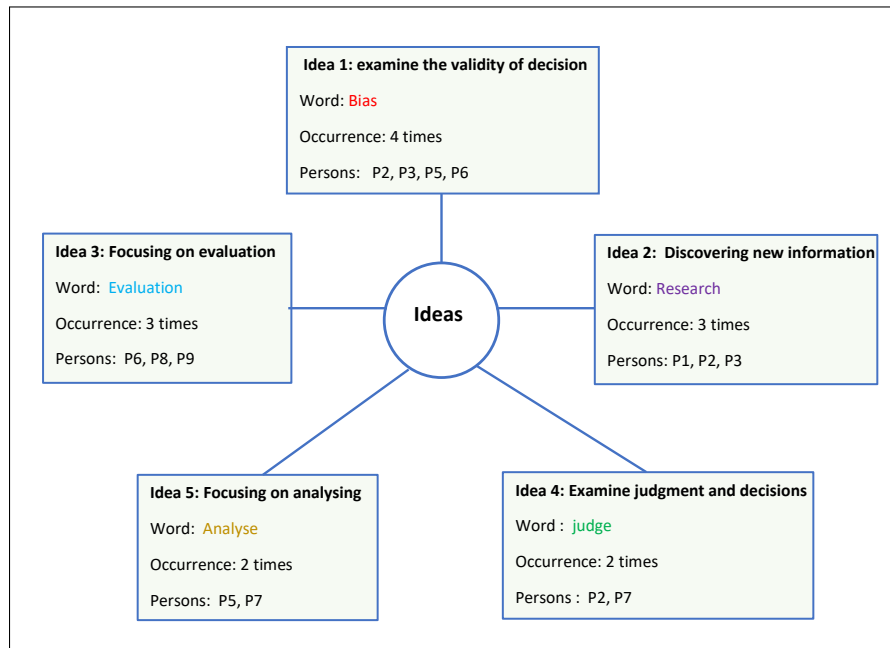 Idea 1: examine the validity of decision
Word: Bias
Occurrence: 4 times
Persons: P2, P3, P5, P6
Idea 3: Focusing on evaluation
Word: Evaluation
Occurrence: 3 times
Persons: P6, P8, P9
Ideas
Idea 2: Discovering new information
Word: Research
Occurrence: 3 times
Persons: P1, P2, P3
Idea 5: Focusing on analysing
Word: Analyse
Occurrence: 2 times
Persons: P5, P7
Idea 4: Examine judgment and decisions
Word : judge
Occurrence: 2 times
Persons : P2, P7